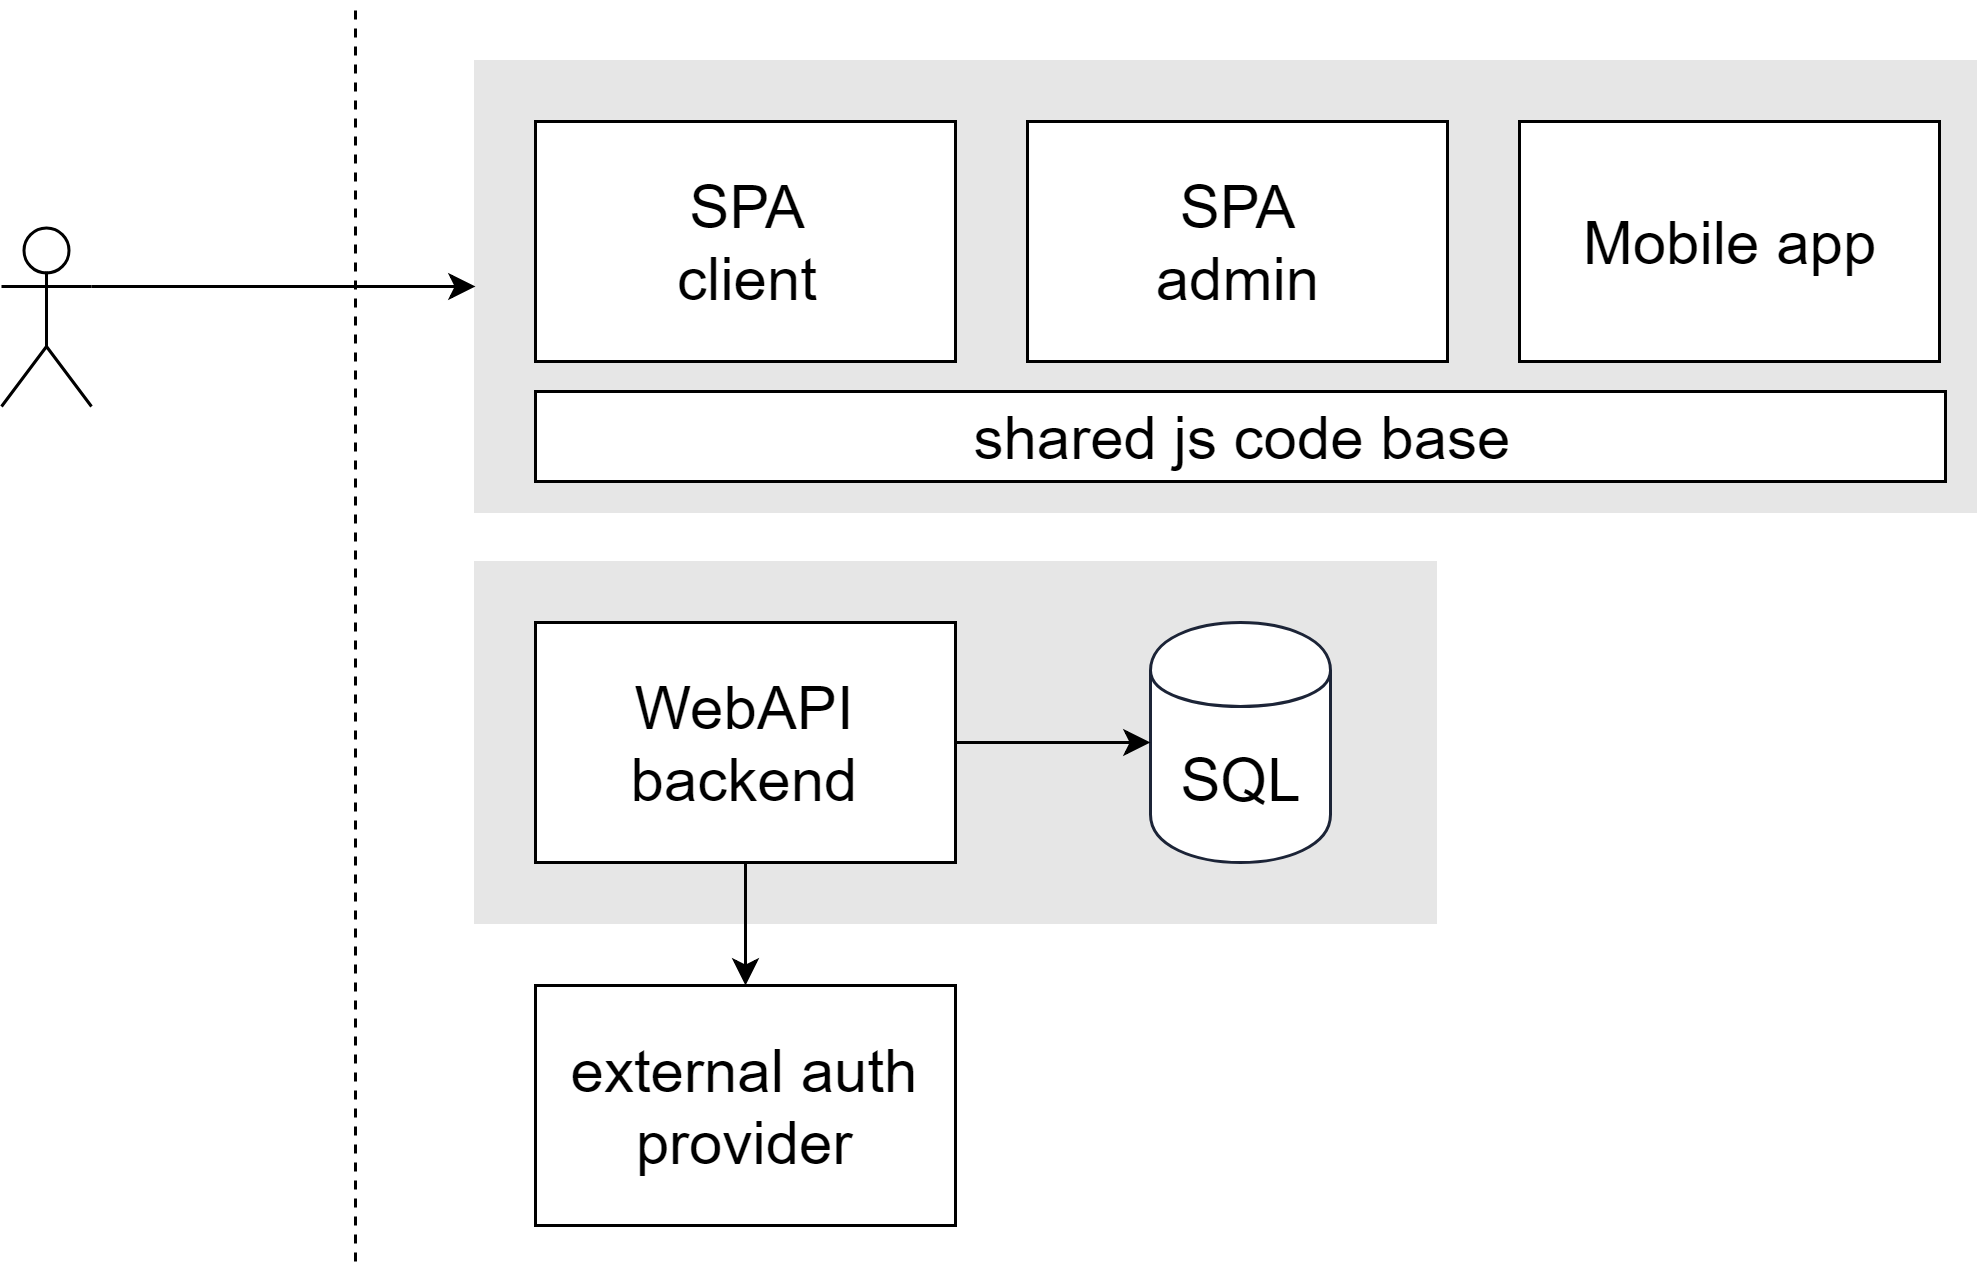 SPA
client
SPA
admin
Mobile app
shared js code base
WebAPI
backend
SQL
external auth
provider